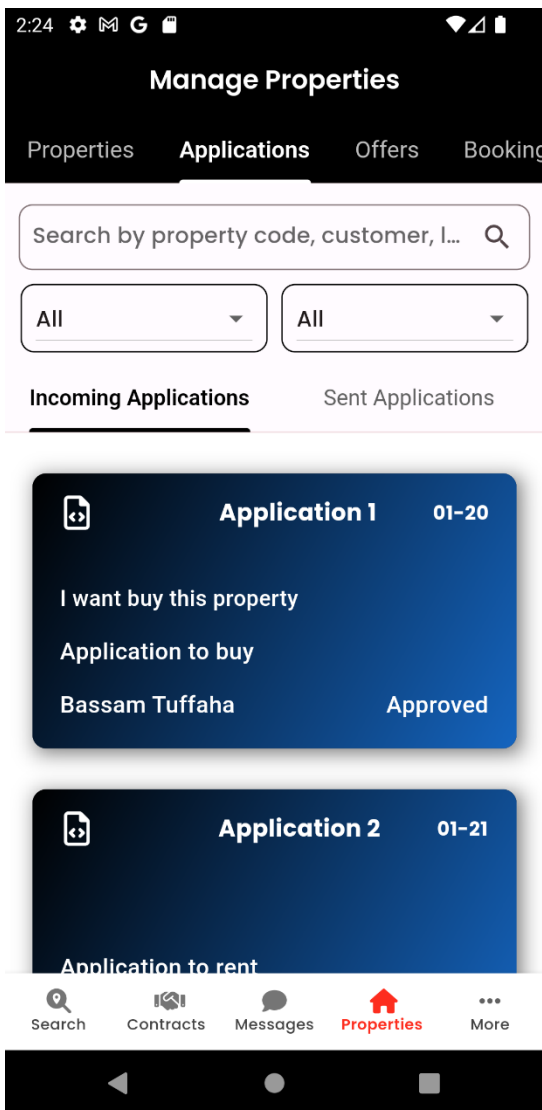 2:24
Manage Properties
Properties Applications Offers Booking
Search by property code, customer, l...
All All
Incoming Applications Sent Applications
Application 1 01-20
I want buy this property
Application to buy
Bassam Tuffaha Approved
Application 2 01-21
Application to rent
Search Contracts Messages Properties More